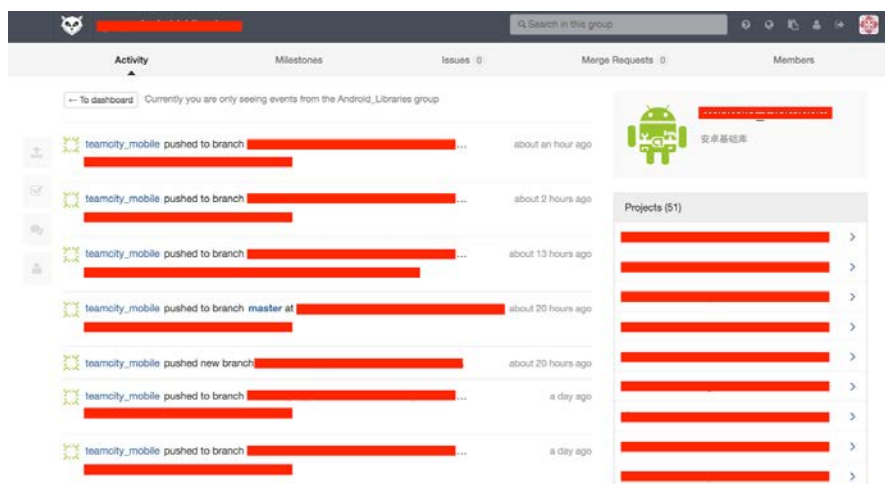 Search in this group
Activity
Milestones
Issues 0
Merge Requests 0
Members
← To dashboard
Currently you are only seeing events from the Android_Libraries group
teamcity_mobile pushed to branch ...
about an hour ago
teamcity_mobile pushed to branch ...
about 2 hours ago
teamcity_mobile pushed to branch ...
about 13 hours ago
teamcity_mobile pushed to branch master at
about 20 hours ago
teamcity_mobile pushed new branch
about 20 hours ago
teamcity_mobile pushed to branch ...
a day ago
teamcity_mobile pushed to branch ...
a day ago
安卓基础库
Projects (51)